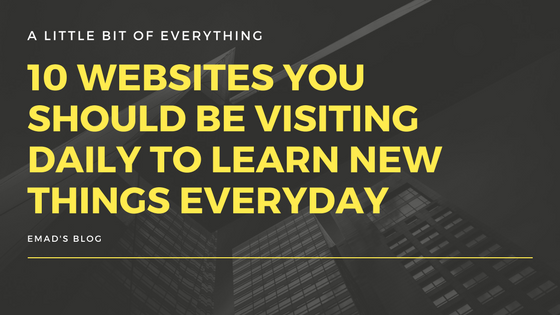 A LITTLE BIT OF EVERYTHING
10 WEBSITES YOU
SHOULD BE VISITING
DAILY TO LEARN NEW
THINGS EVERYDAY
EMAD'S BLOG